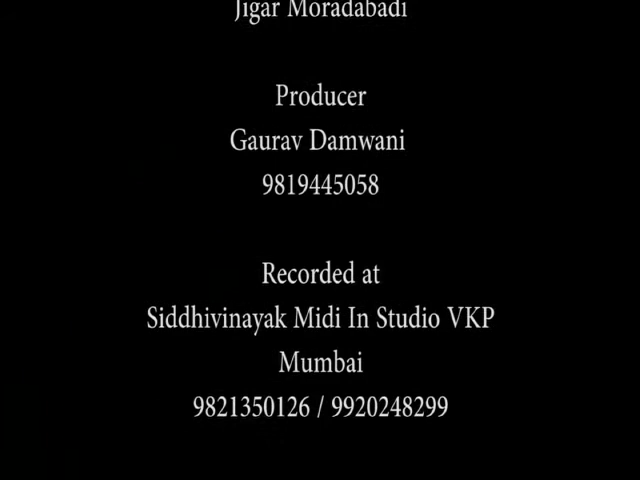 Jigar Moradabadi
Producer
Gaurav Damwani
9819445058
Recorded at
Siddhivinayak Midi In Studio VKP
Mumbai
9821350126 / 9920248299